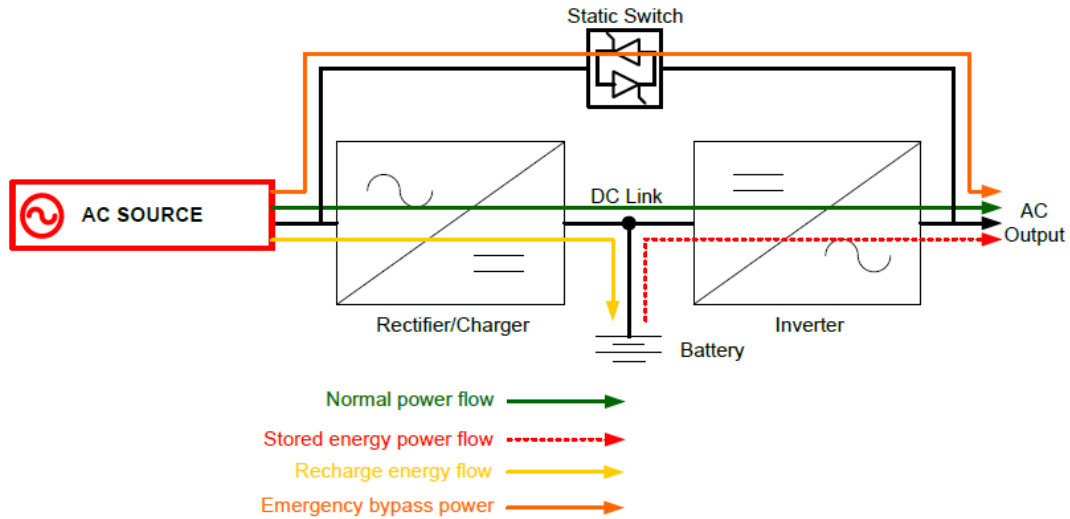 Static Switch
AC SOURCE
DC Link
AC
Output
Rectifier/Charger
Inverter
Battery
Normal power flow
Stored energy power flow
Recharge energy flow
Emergency bypass power